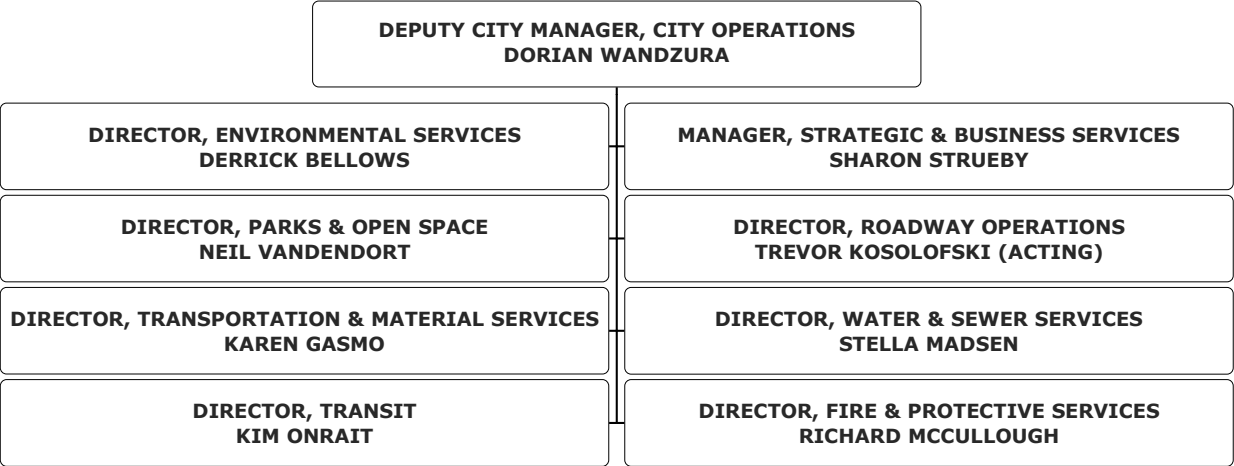 DEPUTY CITY MANAGER, CITY OPERATIONS
DORIAN WANDZURA
DIRECTOR, ENVIRONMENTAL SERVICES
DERRICK BELLOWS
MANAGER, STRATEGIC & BUSINESS SERVICES
SHARON STRUEBY
DIRECTOR, PARKS & OPEN SPACE
NEIL VANDENDORT
DIRECTOR, ROADWAY OPERATIONS
TREVOR KOSOLOFSKI (ACTING)
DIRECTOR, TRANSPORTATION & MATERIAL SERVICES
KAREN GASMO
DIRECTOR, WATER & SEWER SERVICES
STELLA MADSEN
DIRECTOR, TRANSIT
KIM ONRAIT
DIRECTOR, FIRE & PROTECTIVE SERVICES
RICHARD MCCULLOUGH